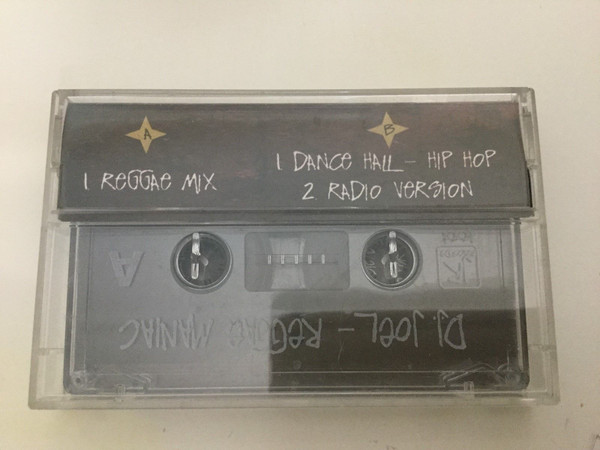 A
1 REGGAE MIX
B
1 DANCE HALL - HIP HOP
2 RADIO VERSION
A
DJ JOEL - REGGAE MANIAC